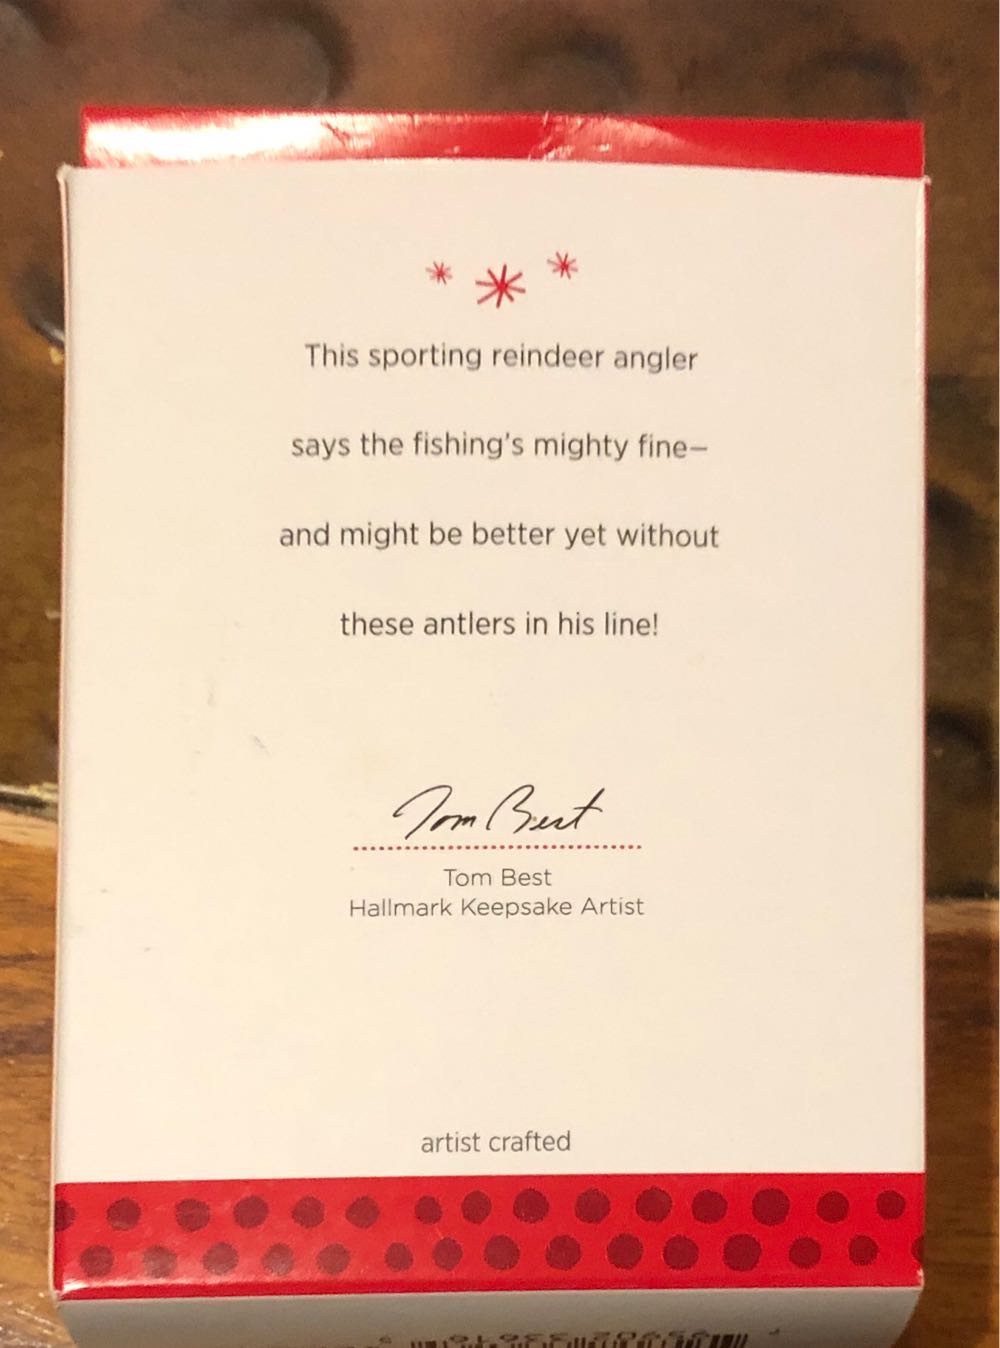 This sporting reindeer angler
says the fishing's mighty fine–
and might be better yet without
these antlers in his line!
Tom Best
Tom Best
Hallmark Keepsake Artist
artist crafted